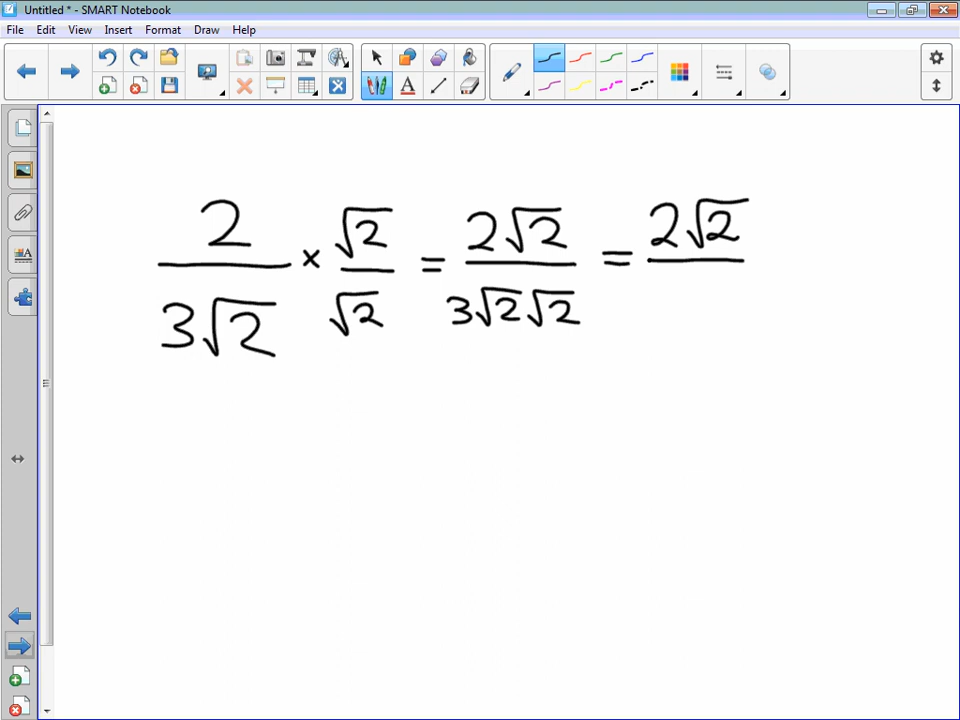 Untitled * - SMART Notebook
File Edit View Insert Format Draw Help
2/(3√2) × √2/√2 = 2√2/(3√2√2) = 2√2/